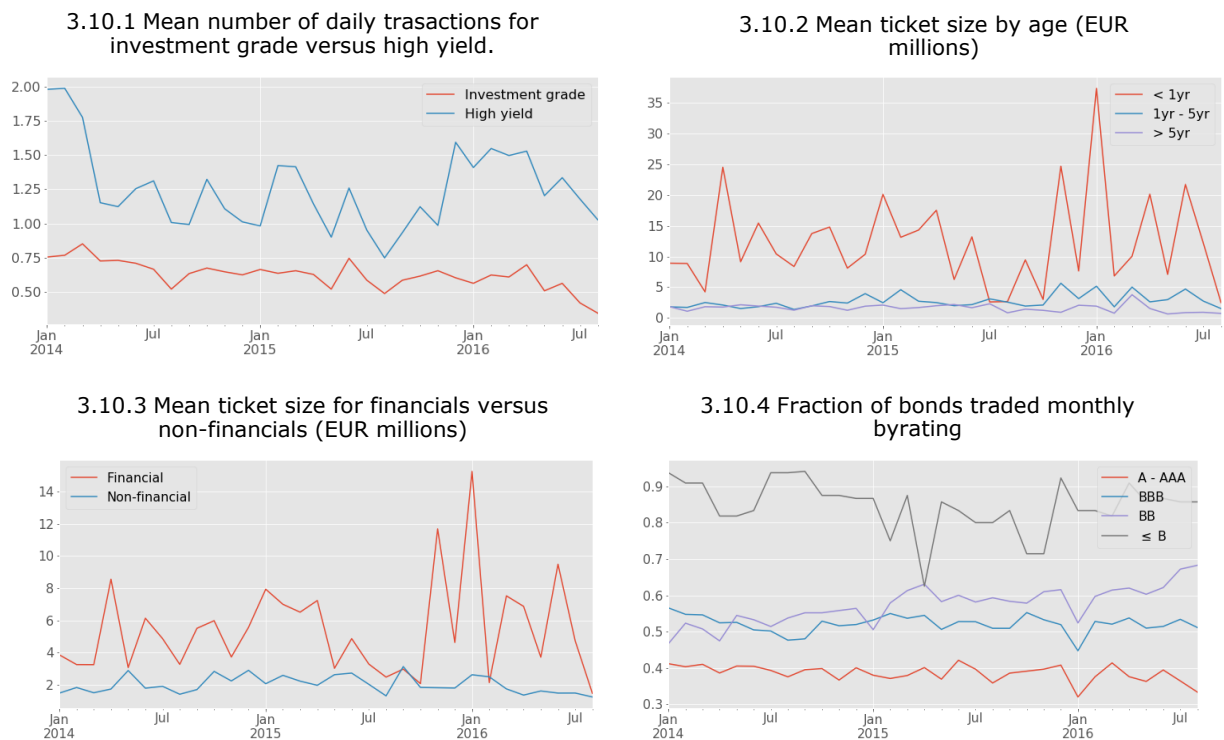 3.10.1 Mean number of daily trasactions for
investment grade versus high yield.
2.00
1.75
1.50
1.25
1.00
0.75
0.50
Investment grade
High yield
Jan
2014
Jul
Jan
2015
Jul
Jan
2016
Jul
3.10.2 Mean ticket size by age (EUR
millions)
35
30
25
20
15
10
5
0
< 1yr
1yr - 5yr
> 5yr
Jan
2014
Jul
Jan
2015
Jul
Jan
2016
Jul
3.10.3 Mean ticket size for financials versus
non-financials (EUR millions)
14
12
10
8
6
4
2
Financial
Non-financial
Jan
2014
Jul
Jan
2015
Jul
Jan
2016
Jul
3.10.4 Fraction of bonds traded monthly
byrating
0.9
0.8
0.7
0.6
0.5
0.4
0.3
A - AAA
BBB
BB
≤ B
Jan
2014
Jul
Jan
2015
Jul
Jan
2016
Jul